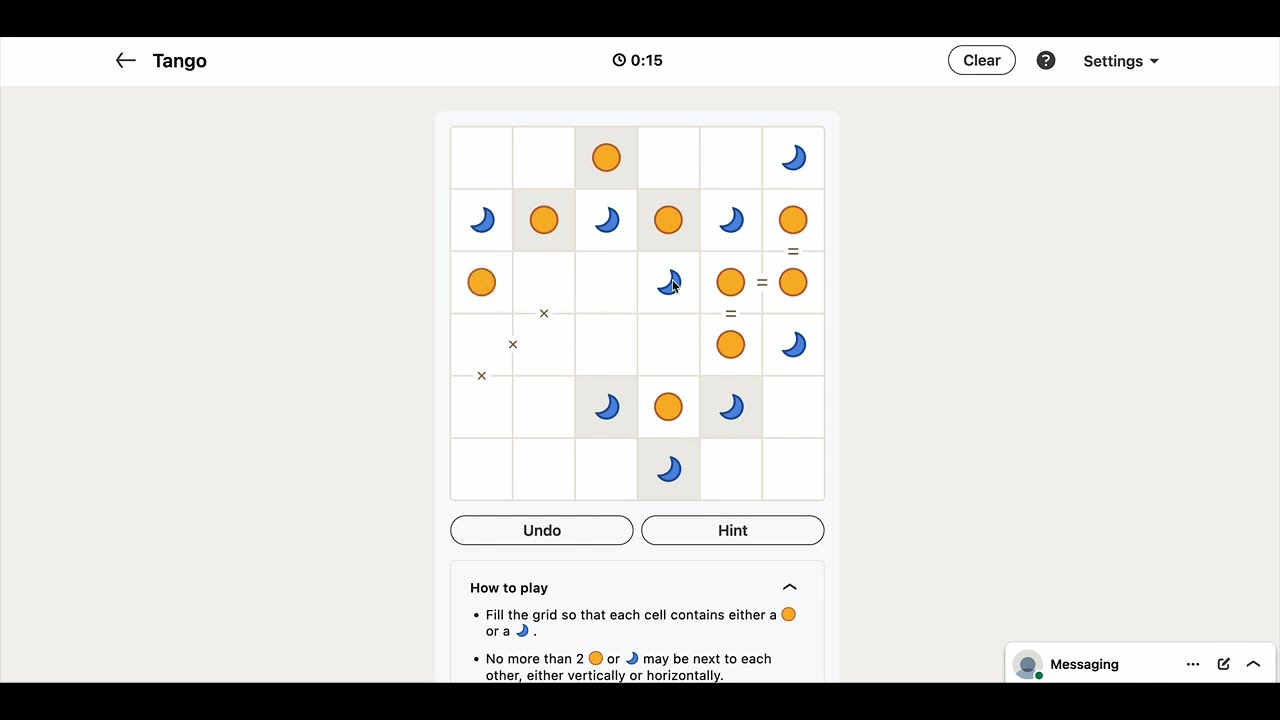 Tango
0:15
Clear
?
Settings
=
=
×
=
×
×
Undo
Hint
How to play
• Fill the grid so that each cell contains either a
or a .
• No more than 2 or may be next to each
other, either vertically or horizontally.
Messaging